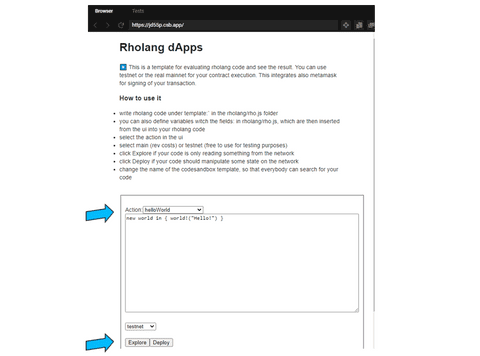 Browser Tests
https://jd55p.csb.app/
Rholang dApps
This is a template for evaluating rholang code and see the result. You can use
testnet or the real mainnet for your contract execution. This integrates also metamask
for signing of your transaction.
How to use it
write rholang code under template:` in the rholang/rho.js folder
you can also define variables witch the fields: in rholang/rho.js, which are then inserted
from the ui into your rholang code
select the action in the ui
select main (rev costs) or testnet (free to use for testing purposes)
click Explore if your code is only reading something from the network
click Deploy if your code should manipulate some state on the network
change the name of the codesandbox template, so that everybody can search for your
code
Action: helloWorld
new world in { world!("Hello!") }
testnet
Explore Deploy